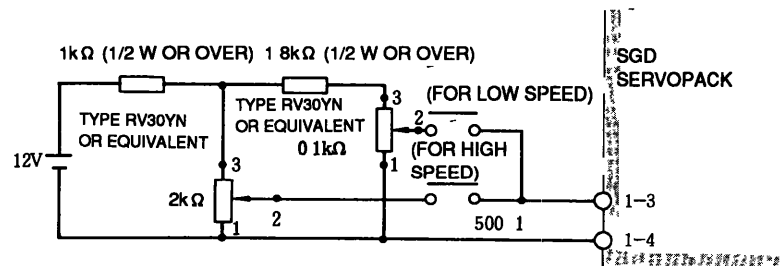 1kΩ (1/2 W OR OVER) 1 8kΩ (1/2 W OR OVER)
SGD
SERVOPACK
TYPE RV30YN
OR EQUIVALENT
TYPE RV30YN
OR EQUIVALENT
0 1kΩ
3
2
1
(FOR LOW SPEED)
(FOR HIGH
SPEED)
12V
3
2kΩ
2
1
500 1
1-3
1-4